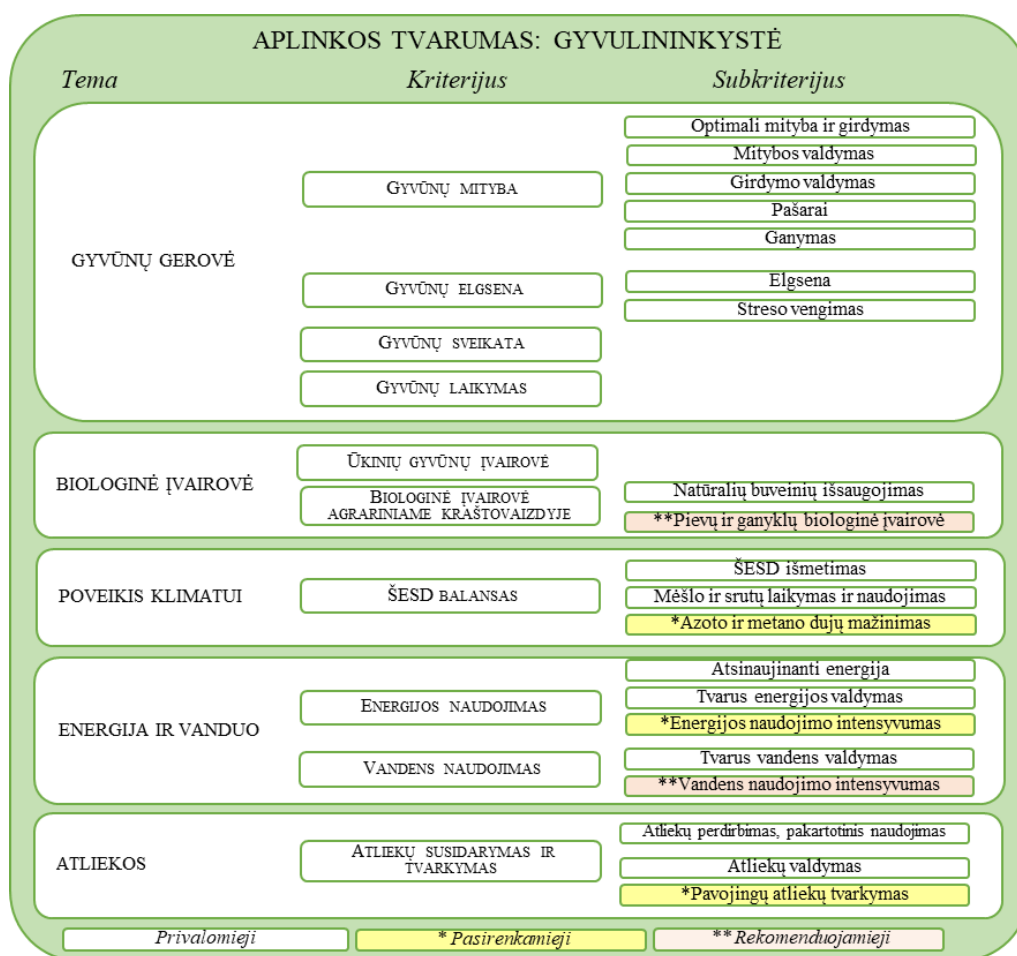 APLINKOS TVARUMAS: GYVULININKYSTĖ
Tema Kriterijus Subkriterijus
GYVŪNŲ GEROVĖ
GYVŪNŲ MITYBA
Optimali mityba ir girdymas
Mitybos valdymas
Girdymo valdymas
Pašarai
Ganymas
GYVŪNŲ ELGSENA
Elgsena
Streso vengimas
GYVŪNŲ SVEIKATA
GYVŪNŲ LAIKYMAS
BIOLOGINĖ ĮVAIROVĖ
ŪKINIŲ GYVŪNŲ ĮVAIROVĖ
BIOLOGINĖ ĮVAIROVĖ
AGRARINIAME KRAŠTOVAIZDYJE
Natūralių buveinių išsaugojimas
**Pievų ir ganyklų biologinė įvairovė
POVEIKIS KLIMATUI
ŠESD BALANSAS
ŠESD išmetimas
Mėšlo ir srutų laikymas ir naudojimas
*Azoto ir metano dujų mažinimas
ENERGIJA IR VANDUO
ENERGIJOS NAUDOJIMAS
Atsinaujinanti energija
Tvarus energijos valdymas
*Energijos naudojimo intensyvumas
VANDENS NAUDOJIMAS
Tvarus vandens valdymas
**Vandens naudojimo intensyvumas
ATLIEKOS
ATLIEKŲ SUSIDARYMAS IR
TVARKYMAS
Atliekų perdirbimas, pakartotinis naudojimas
Atliekų valdymas
*Pavojingų atliekų tvarkymas
Privalomieji
* Pasirenkamieji
** Rekomenduojamieji